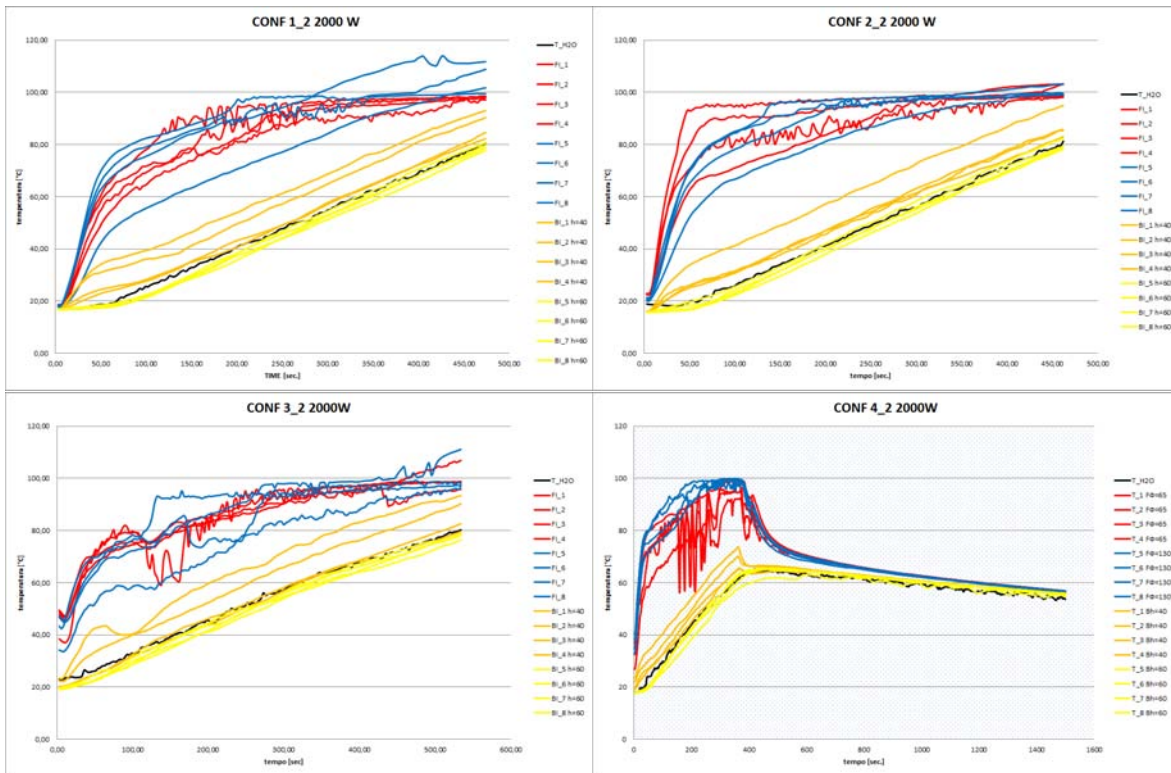 CONF 1_2 2000 W
120,00
100,00
80,00
60,00
40,00
20,00
0,00
temperatura [°C]
0,00 50,00 100,00 150,00 200,00 250,00 300,00 350,00 400,00 450,00 500,00
TIME [sec.]
T_H2O
FI_1
FI_2
FI_3
FI_4
FI_5
FI_6
FI_7
FI_8
BI_1 h=40
BI_2 h=40
BI_3 h=40
BI_4 h=40
BI_5 h=60
BI_6 h=60
BI_7 h=60
BI_8 h=60
CONF 2_2 2000 W
120,00
100,00
80,00
60,00
40,00
20,00
0,00
temperatura [°C]
0,00 50,00 100,00 150,00 200,00 250,00 300,00 350,00 400,00 450,00 500,00
tempo [sec.]
T_H2O
FI_1
FI_2
FI_3
FI_4
FI_5
FI_6
FI_7
FI_8
BI_1 h=40
BI_2 h=40
BI_3 h=40
BI_4 h=40
BI_5 h=60
BI_6 h=60
BI_7 h=60
BI_8 h=60
CONF 3_2 2000W
120,00
100,00
80,00
60,00
40,00
20,00
0,00
temperatura [°C]
0,00 100,00 200,00 300,00 400,00 500,00 600,00
tempo [sec]
T_H2O
FI_1
FI_2
FI_3
FI_4
FI_5
FI_6
FI_7
FI_8
BI_1 h=40
BI_2 h=40
BI_3 h=40
BI_4 h=40
BI_5 h=60
BI_6 h=60
BI_7 h=60
BI_8 h=60
CONF 4_2 2000W
120
100
80
60
40
20
0
temperatura [°C]
0 200 400 600 800 1000 1200 1400 1600
tempo [sec.]
T_H2O
T_1 FΦ=65
T_2 FΦ=65
T_3 FΦ=65
T_4 FΦ=65
T_5 FΦ=130
T_6 FΦ=130
T_7 FΦ=130
T_8 FΦ=130
T_1 Bh=40
T_2 Bh=40
T_3 Bh=40
T_4 Bh=40
T_5 Bh=60
T_6 Bh=60
T_7 Bh=60
T_8 Bh=60